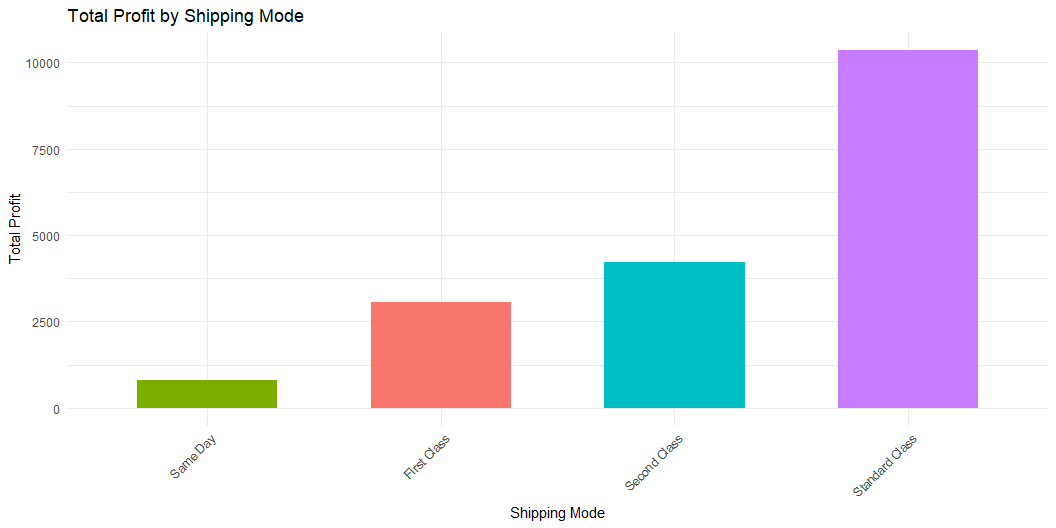 Total Profit by Shipping Mode
10000
7500
5000
2500
0
Total Profit
Same Day
First Class
Second Class
Standard Class
Shipping Mode